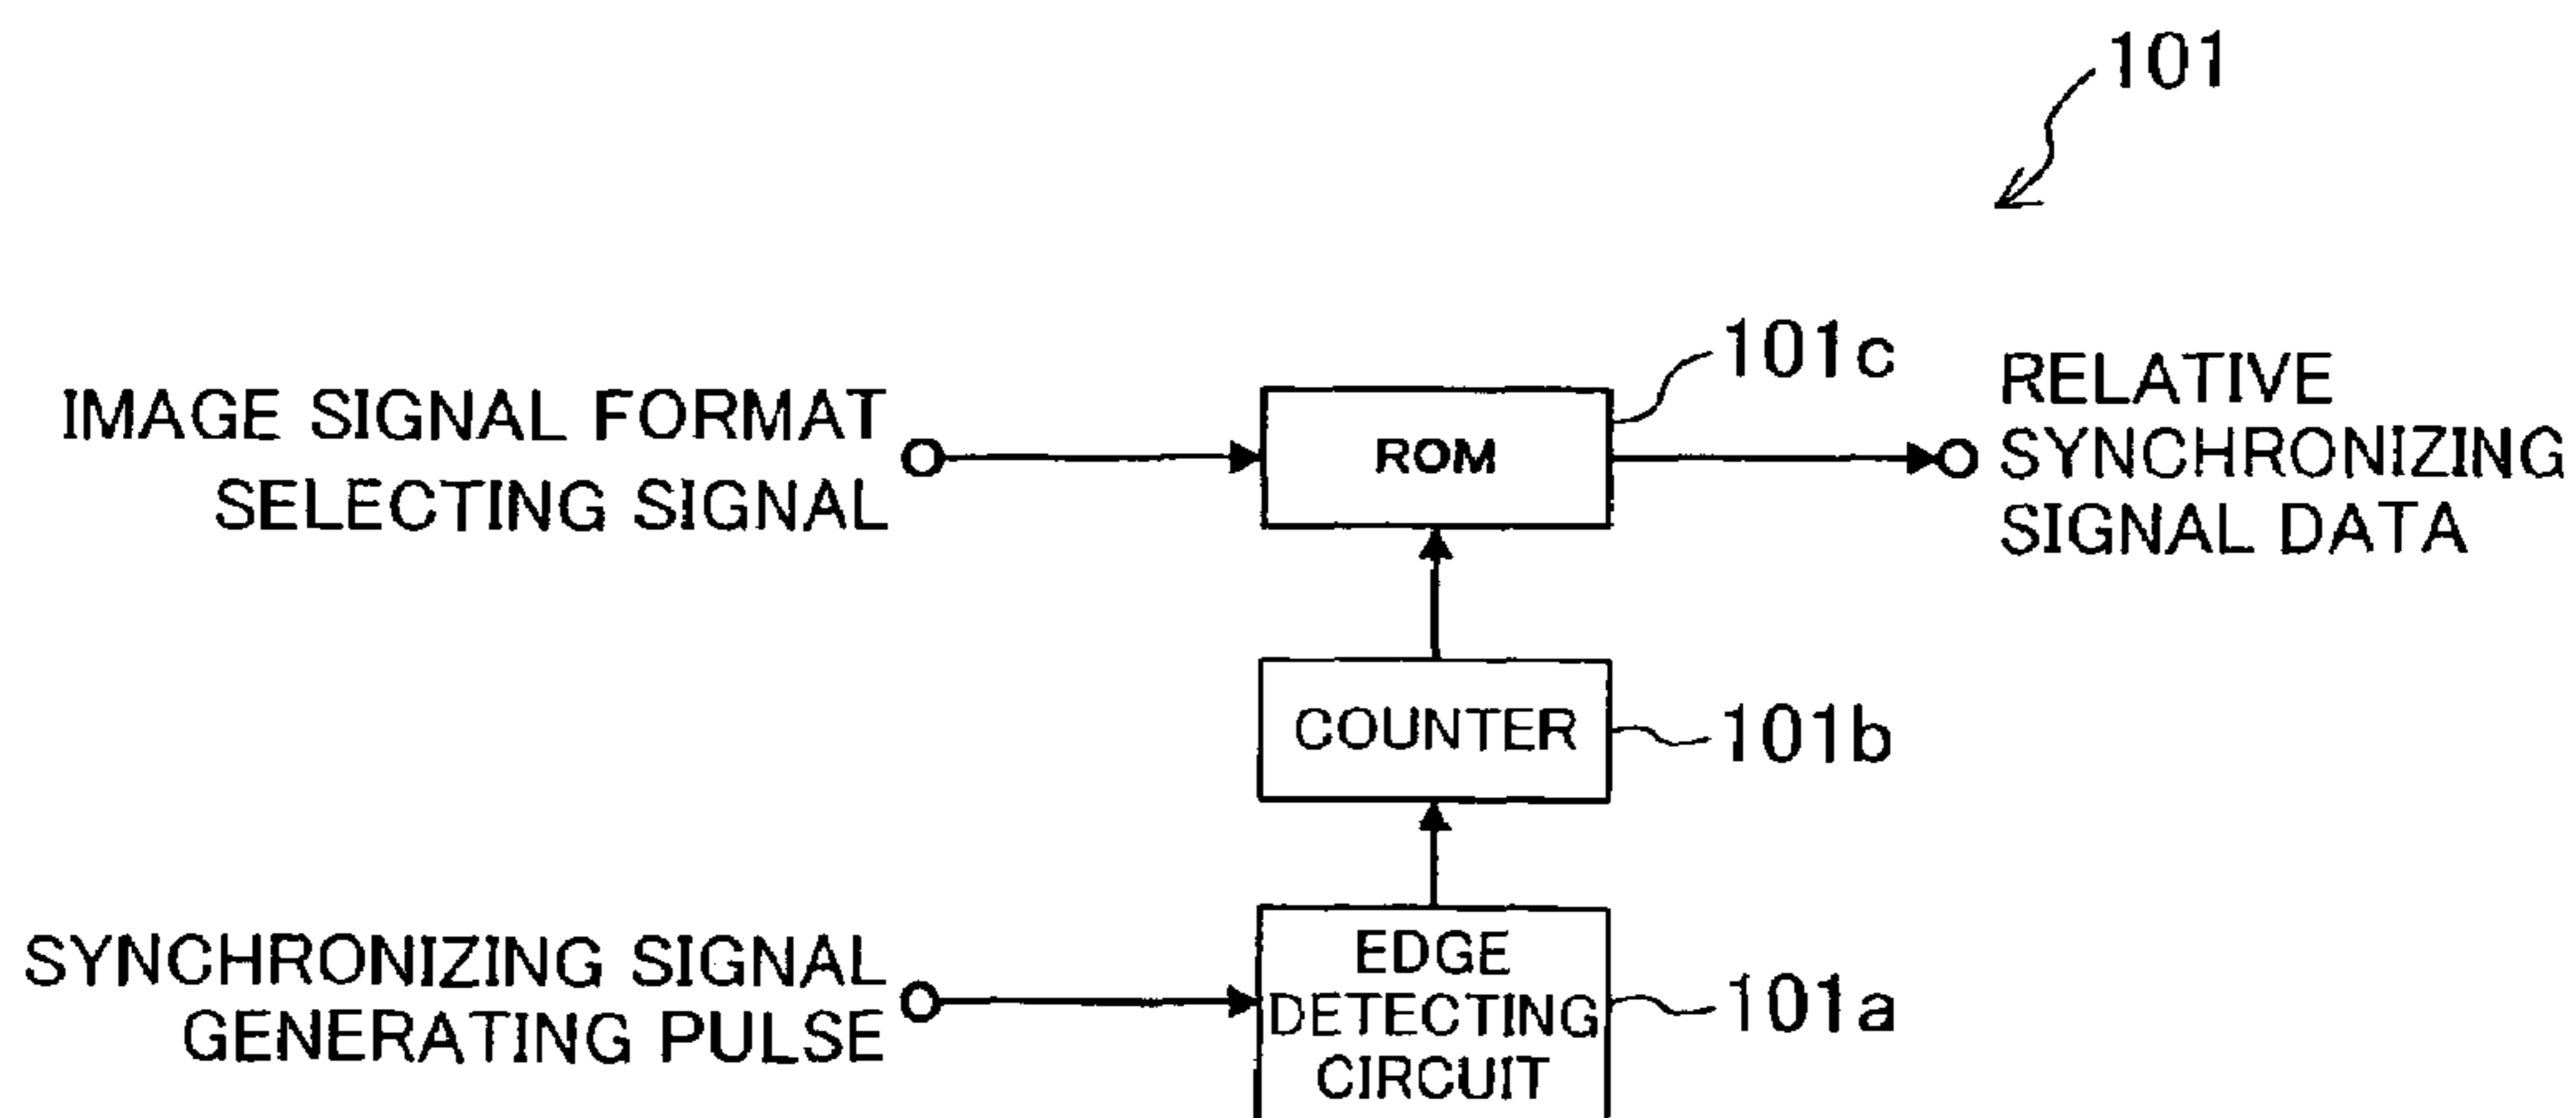 101
IMAGE SIGNAL FORMAT
SELECTING SIGNAL
ROM
101c
RELATIVE
SYNCHRONIZING
SIGNAL DATA
COUNTER
101b
SYNCHRONIZING SIGNAL
GENERATING PULSE
EDGE
DETECTING
CIRCUIT
101a